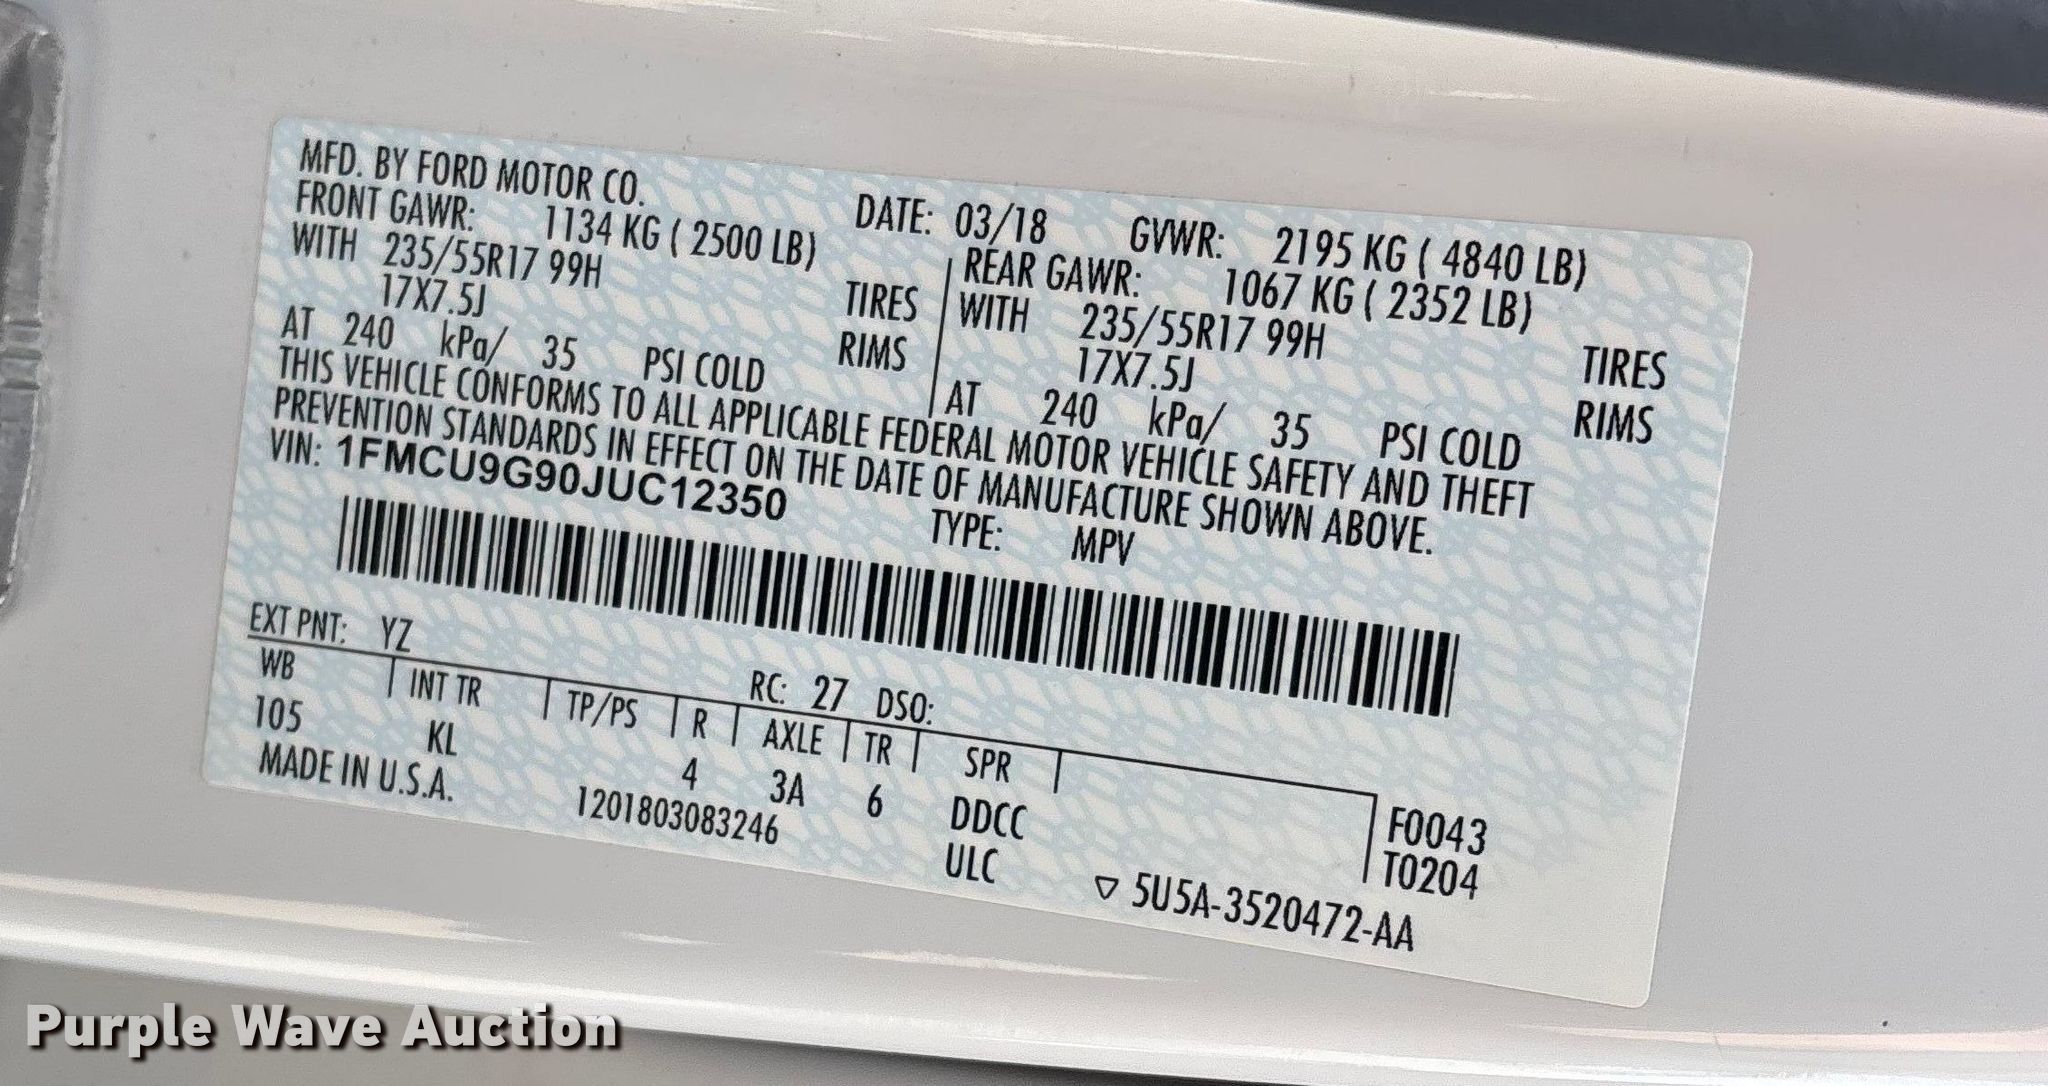 MFD. BY FORD MOTOR CO. DATE: 03/18 GVWR: 2195 KG ( 4840 LB)
FRONT GAWR: 1134 KG ( 2500 LB) REAR GAWR: 1067 KG ( 2352 LB)
WITH 235/55R17 99H TIRES WITH 235/55R17 99H TIRES
17X7.5J RIMS 17X7.5J RIMS
AT 240 kPa/ 35 PSI COLD AT 240 kPa/ 35 PSI COLD
THIS VEHICLE CONFORMS TO ALL APPLICABLE FEDERAL MOTOR VEHICLE SAFETY AND THEFT
PREVENTION STANDARDS IN EFFECT ON THE DATE OF MANUFACTURE SHOWN ABOVE.
VIN: 1FMCU9G90JUC12350 TYPE: MPV
EXT PNT: YZ RC: 27 DSO:
WB INT TR TP/PS R AXLE TR SPR
105 KL 4 3A 6 DDCC F0043
MADE IN U.S.A. 1201803083246 ULC T0204
▽ 5U5A-3520472-AA
Purple Wave Auction